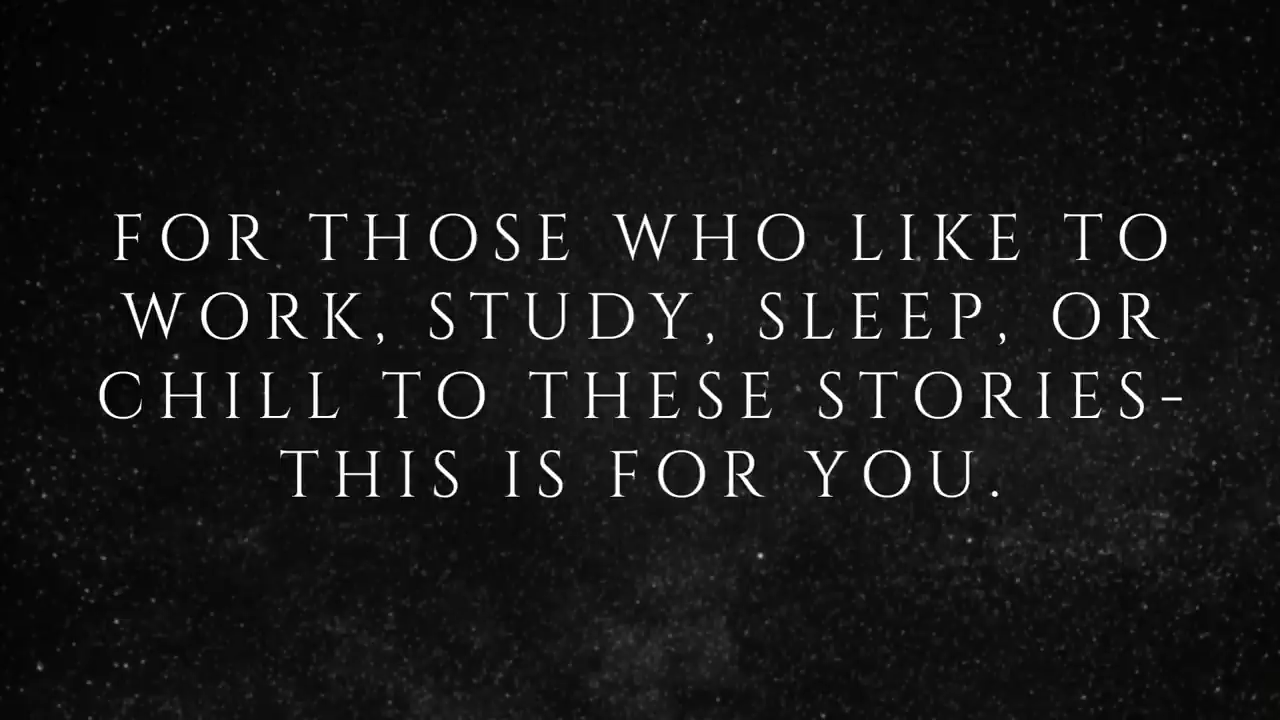 FOR THOSE WHO LIKE TO
WORK, STUDY, SLEEP, OR
CHILL TO THESE STORIES-
THIS IS FOR YOU.